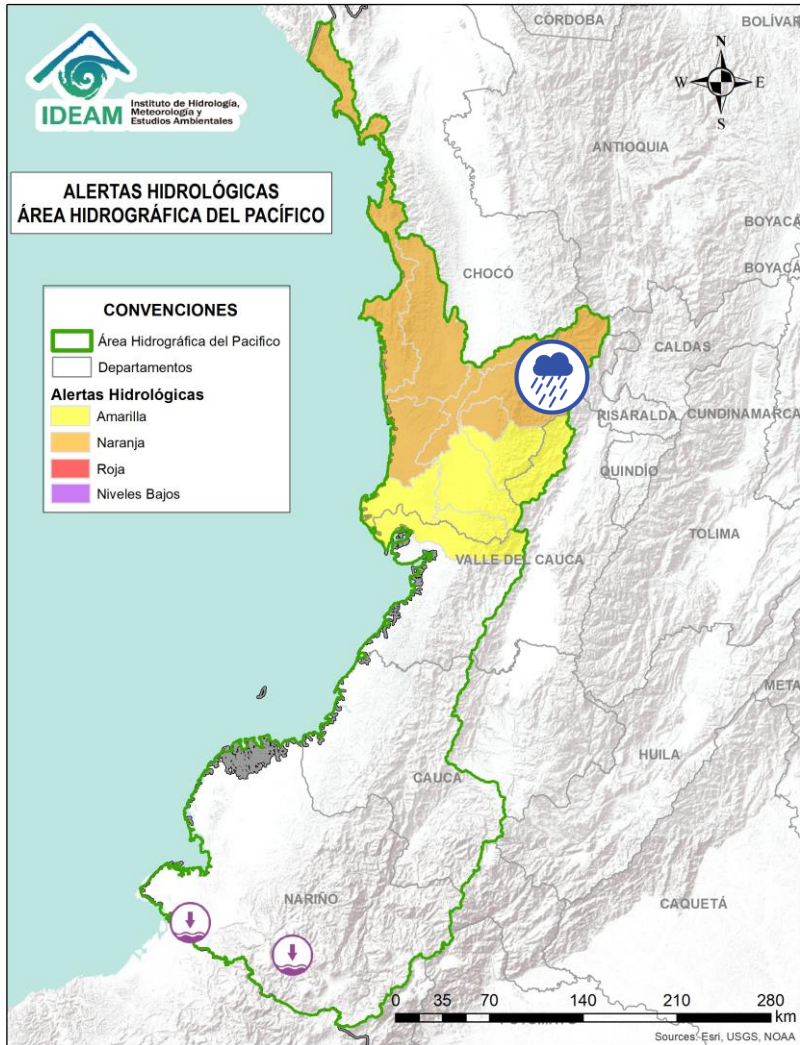 CÓRDOBA
BOLÍVAR
N
W
E
S
IDEAM
Instituto de Hidrología,
Meteorología y
Estudios Ambientales
ANTIOQUIA
ALERTAS HIDROLÓGICAS
ÁREA HIDROGRÁFICA DEL PACÍFICO
BOYACÁ
BOYACÁ
CHOCÓ
CONVENCIONES
Área Hidrográfica del Pacifico
Departamentos
Alertas Hidrológicas
Amarilla
Naranja
Roja
Niveles Bajos
CALDAS
RISARALDA
CUNDINAMARCA
QUINDÍO
TOLIMA
VALLE DEL CAUCA
META
HUILA
CAUCA
NARIÑO
CAQUETÁ
0 35 70 140 210 280
km
Sources: Esri, USGS, NOAA